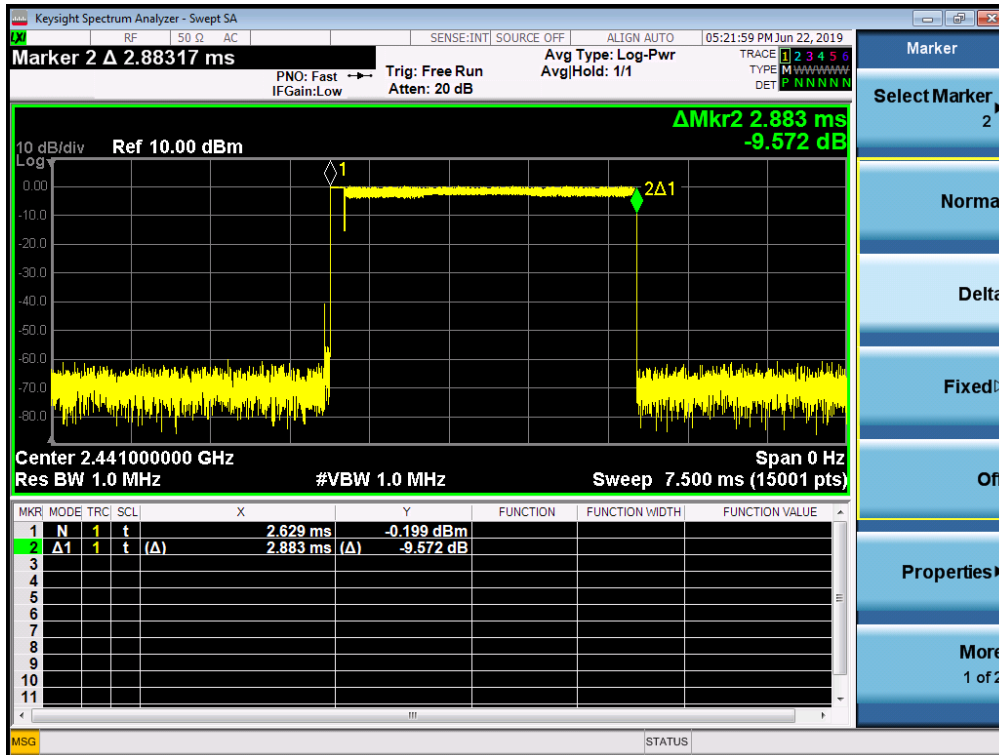 Keysight Spectrum Analyzer - Swept SA
LXI RF 50 Ω AC SENSE:INT SOURCE OFF ALIGN AUTO 05:21:59 PM Jun 22, 2019
Marker 2 Δ 2.88317 ms
PNO: Fast
IFGain:Low
Trig: Free Run
Atten: 20 dB
Avg Type: Log-Pwr
Avg|Hold: 1/1
TRACE 1 2 3 4 5 6
TYPE M WWWWW
DET P N N N N N
ΔMkr2 2.883 ms
-9.572 dB
10 dB/div Ref 10.00 dBm
Log
1
2Δ1
0.00
-10.0
-20.0
-30.0
-40.0
-50.0
-60.0
-70.0
-80.0
Center 2.441000000 GHz Span 0 Hz
Res BW 1.0 MHz #VBW 1.0 MHz Sweep 7.500 ms (15001 pts)
MKR MODE TRC SCL X Y FUNCTION FUNCTION WIDTH FUNCTION VALUE
1 N 1 t 2.629 ms -0.199 dBm
2 Δ1 1 t (Δ) 2.883 ms (Δ) -9.572 dB
3
4
5
6
7
8
9
10
11
MSG STATUS
Marker
Select Marker
2
Norma
Delta
Fixed
Off
Properties
More
1 of 2